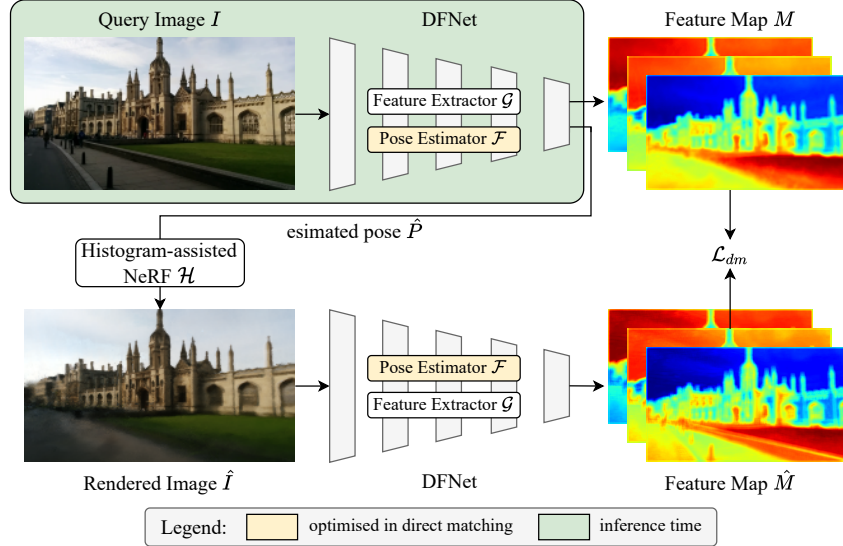 Query Image I
DFNet
Feature Map M
Feature Extractor 𝒢
Pose Estimator ℱ
esimated pose P̂
ℒ_dm
Histogram-assisted
NeRF ℋ
Pose Estimator ℱ
Feature Extractor 𝒢
Rendered Image Î
DFNet
Feature Map M̂
Legend:
optimised in direct matching
inference time